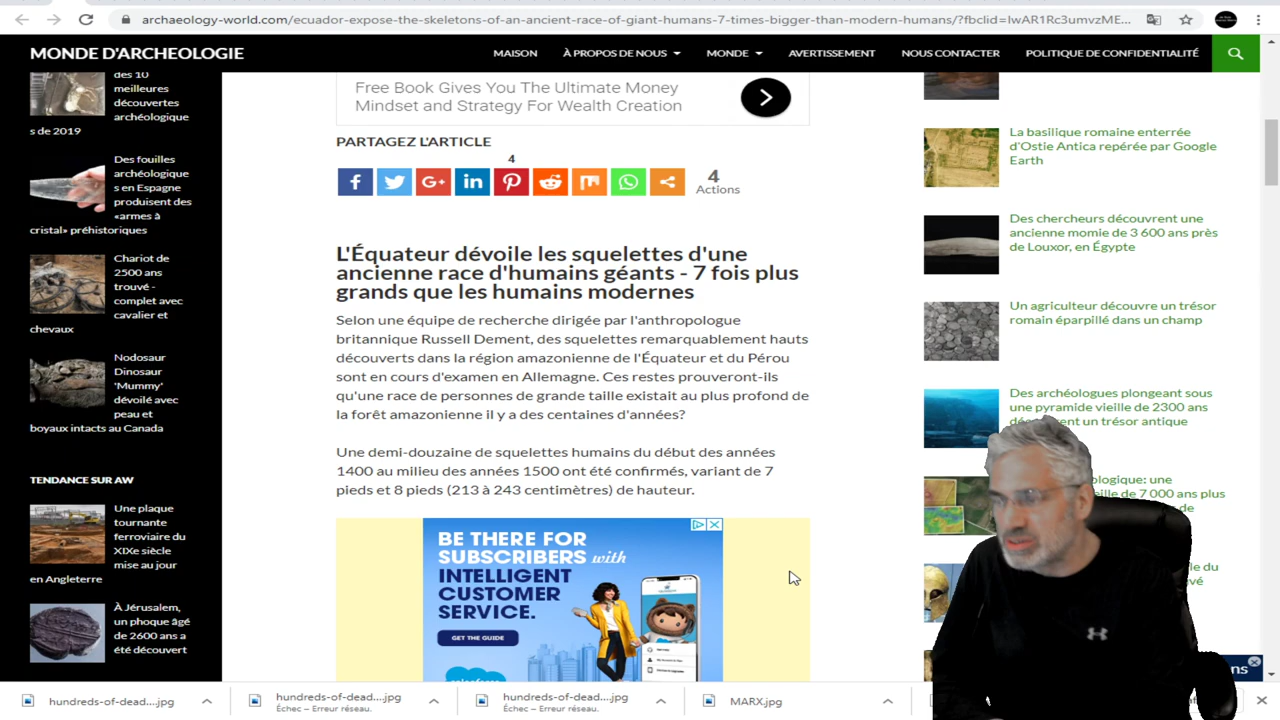 archaeology-world.com/ecuador-expose-the-skeletons-of-an-ancient-race-of-giant-humans-7-times-bigger-than-modern-humans/?fbclid=IwAR1Rc3umvzME...
MONDE D'ARCHEOLOGIE
MAISON
À PROPOS DE NOUS
MONDE
AVERTISSEMENT
NOUS CONTACTER
POLITIQUE DE CONFIDENTIALITÉ
des 10
meilleures
découvertes
archéologique
s de 2019
Des fouilles
archéologique
s en Espagne
produisent des
«armes à
cristal» préhistoriques
Chariot de
2500 ans
trouvé -
complet avec
cavalier et
chevaux
Nodosaur
Dinosaur
'Mummy'
dévoilé avec
peau et
boyaux intacts au Canada
TENDANCE SUR AW
Une plaque
tournante
ferroviaire du
XIXe siècle
mise au jour
en Angleterre
À Jérusalem,
un phoque âgé
de 2600 ans a
été découvert
Free Book Gives You The Ultimate Money
Mindset and Strategy For Wealth Creation
PARTAGEZ L'ARTICLE
4
4
Actions
L'Équateur dévoile les squelettes d'une
ancienne race d'humains géants - 7 fois plus
grands que les humains modernes
Selon une équipe de recherche dirigée par l'anthropologue
britannique Russell Dement, des squelettes remarquablement hauts
découverts dans la région amazonienne de l'Équateur et du Pérou
sont en cours d'examen en Allemagne. Ces restes prouveront-ils
qu'une race de personnes de grande taille existait au plus profond de
la forêt amazonienne il y a des centaines d'années?
Une demi-douzaine de squelettes humains du début des années
1400 au milieu des années 1500 ont été confirmés, variant de 7
pieds et 8 pieds (213 à 243 centimètres) de hauteur.
BE THERE FOR
SUBSCRIBERS with
INTELLIGENT
CUSTOMER
SERVICE.
GET THE GUIDE
salesforce
La basilique romaine enterrée
d'Ostie Antica repérée par Google
Earth
Des chercheurs découvrent une
ancienne momie de 3 600 ans près
de Louxor, en Égypte
Un agriculteur découvre un trésor
romain éparpillé dans un champ
Des archéologues plongeant sous
une pyramide vieille de 2300 ans
un trésor antique
ologique: une
eille de 7 000 ans plus
de
le du
vé
ns
hundreds-of-dead....jpg
hundreds-of-dead....jpg
Échec – Erreur réseau.
hundreds-of-dead....jpg
Échec – Erreur réseau.
MARX.jpg